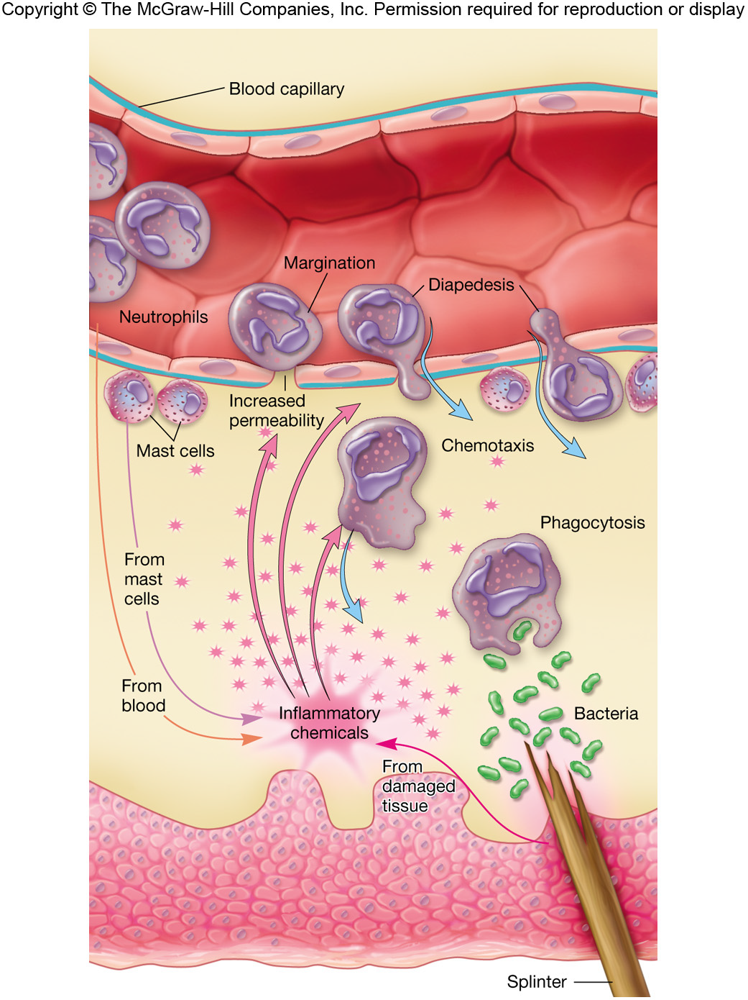 Copyright © The McGraw-Hill Companies, Inc. Permission required for reproduction or display
Blood capillary
Margination
Diapedesis
Neutrophils
Increased
permeability
Mast cells
Chemotaxis
Phagocytosis
From
mast
cells
From
blood
Inflammatory
chemicals
Bacteria
From
damaged
tissue
Splinter